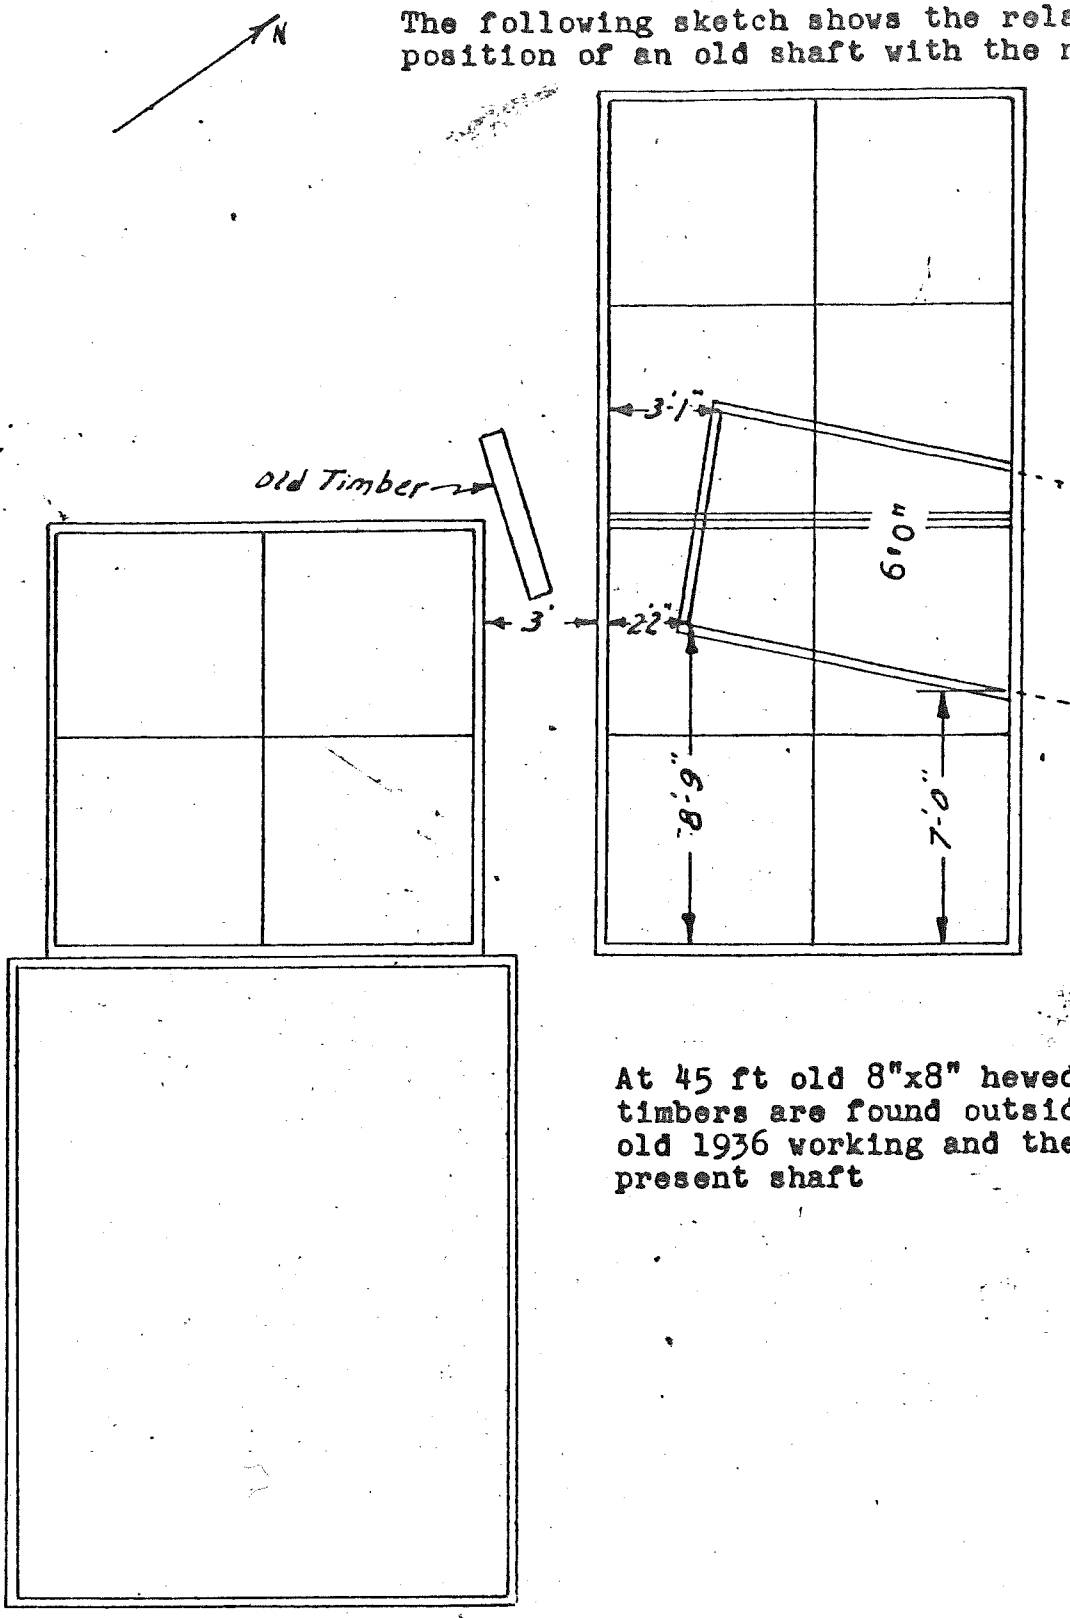 The following sketch shows the rela
position of an old shaft with the
N
3'1"
Old Timber
6'0"
3'
2'2"
8'-9"
7'-0"
At 45 ft old 8"x8" hewed
timbers are found outsid
old 1936 working and the
present shaft